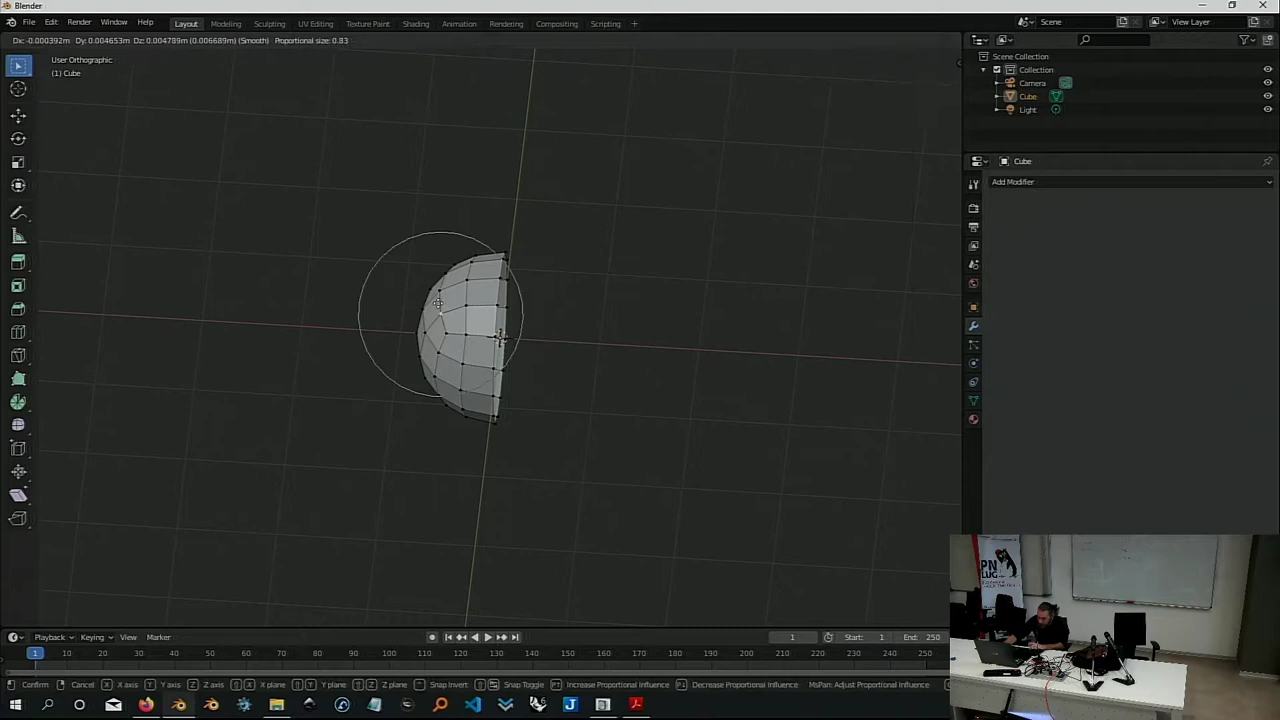 Blender
File Edit Render Window Help
Layout Modeling Sculpting UV Editing Texture Paint Shading Animation Rendering Compositing Scripting +
Scene
View Layer
Dx: -0.000392m Dy: 0.004653m Dz: 0.004789m (0.006689m) (Smooth) Proportional size: 0.83
User Orthographic
(1) Cube
Scene Collection
Collection
Camera
Cube
Light
Cube
Add Modifier
PN
LUG
Playback Keying View Marker
1 Start: 1 End: 250
1 10 20 30 40 50 60 70 80 90 100 110 120 130 140 150 160 170 180 190 200 210 220 230 240 250
Confirm Cancel X X axis Y Y axis Z Z axis X X plane Y Y plane Z Z plane Snap Invert Snap Toggle Increase Proportional Influence Decrease Proportional Influence MsPan: Adjust Proportional Influence